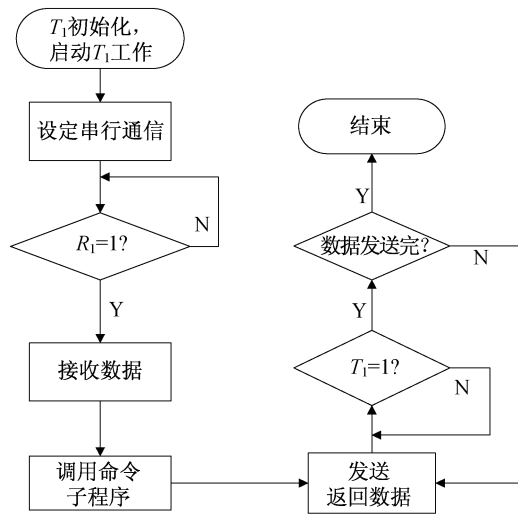 T₁初始化，
启动T₁工作
设定串行通信
N
R₁=1?
Y
接收数据
调用命令
子程序
结束
Y
数据发送完?
N
Y
T₁=1?
N
发送
返回数据